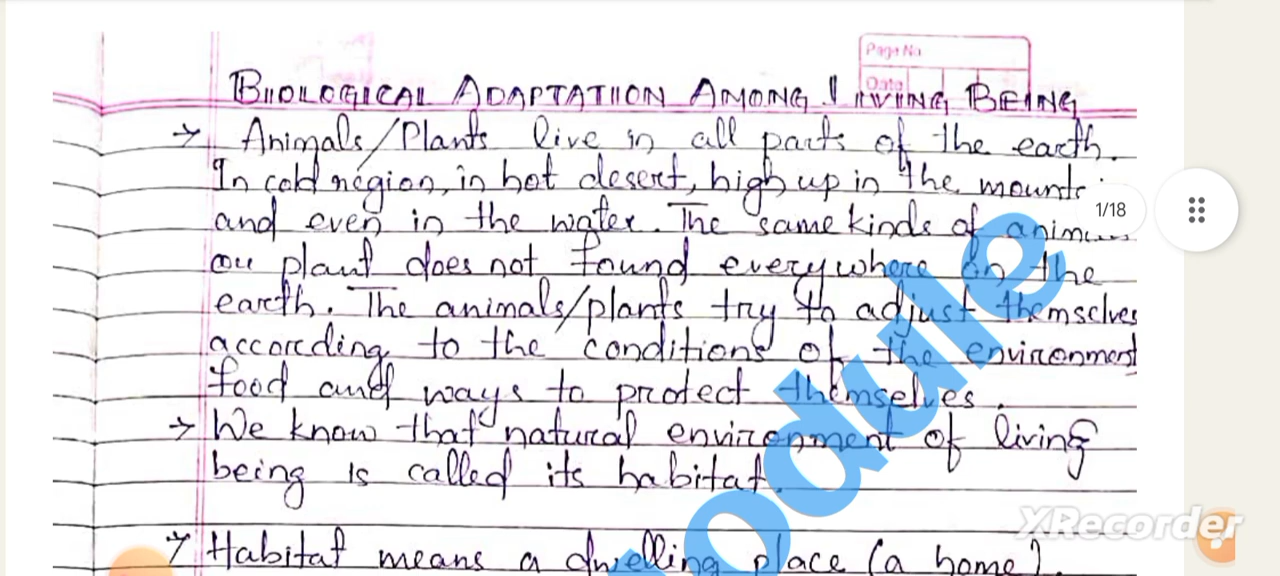 Page No
Date
BIOLOGICAL ADAPTATION AMONG LIVING BEING
→ Animals/Plants live in all parts of the earth.
In cold region, in hot desert, high up in the mounta
and even in the water. The same kinds of anim
or plant does not found everywhere on the
earth. The animals/plants try to adjust themselves
according to the conditions of the environment
food and ways to protect themselves.
→ We know that natural environment of living
being is called its habitat.
→ Habitat means a dwelling place (a home).
1/18
odule
XRecorder